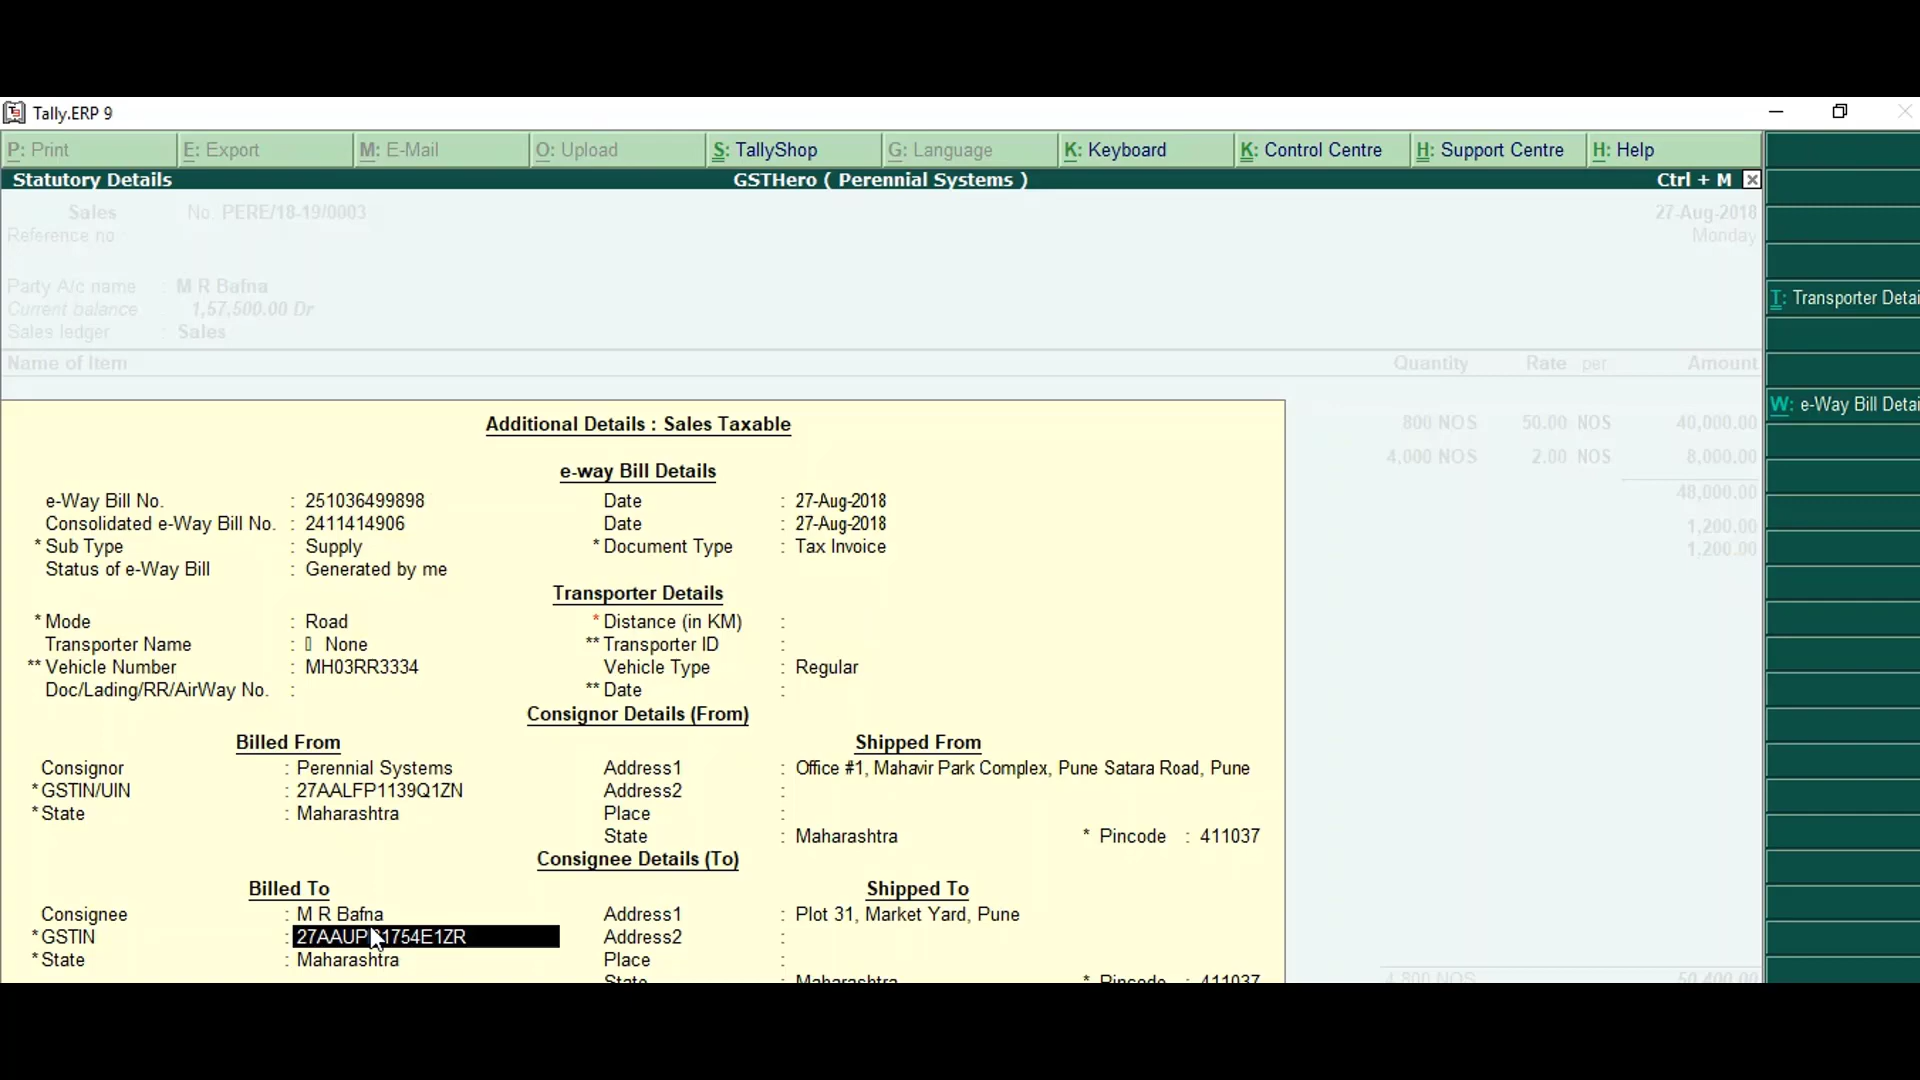 Tally.ERP 9
P: Print E: Export M: E-Mail O: Upload S: TallyShop G: Language K: Keyboard K: Control Centre H: Support Centre H: Help
Statutory Details GSTHero ( Perennial Systems ) Ctrl + M
Sales No. PERE/18-19/0003 27-Aug-2018
Reference no : Monday
Party A/c name : M R Bafna
Current balance : 1,57,500.00 Dr
Sales ledger : Sales
Name of Item Quantity Rate per Amount
T: Transporter Detai
W: e-Way Bill Detai
800 NOS 50.00 NOS 40,000.00
4,000 NOS 2.00 NOS 8,000.00
48,000.00
1,200.00
1,200.00
Additional Details : Sales Taxable
e-way Bill Details
e-Way Bill No. : 251036499898 Date : 27-Aug-2018
Consolidated e-Way Bill No. : 2411414906 Date : 27-Aug-2018
* Sub Type : Supply * Document Type : Tax Invoice
Status of e-Way Bill : Generated by me
Transporter Details
* Mode : Road * Distance (in KM) :
Transporter Name : None ** Transporter ID :
** Vehicle Number : MH03RR3334 Vehicle Type : Regular
Doc/Lading/RR/AirWay No. : ** Date :
Consignor Details (From)
Billed From Shipped From
Consignor : Perennial Systems Address1 : Office #1, Mahavir Park Complex, Pune Satara Road, Pune
* GSTIN/UIN : 27AALFP1139Q1ZN Address2 :
* State : Maharashtra Place :
State : Maharashtra * Pincode : 411037
Consignee Details (To)
Billed To Shipped To
Consignee : M R Bafna Address1 : Plot 31, Market Yard, Pune
* GSTIN : Address2 :
* State : Maharashtra Place :
State : Maharashtra * Pincode : 411037
4,800 NOS 50,400.00